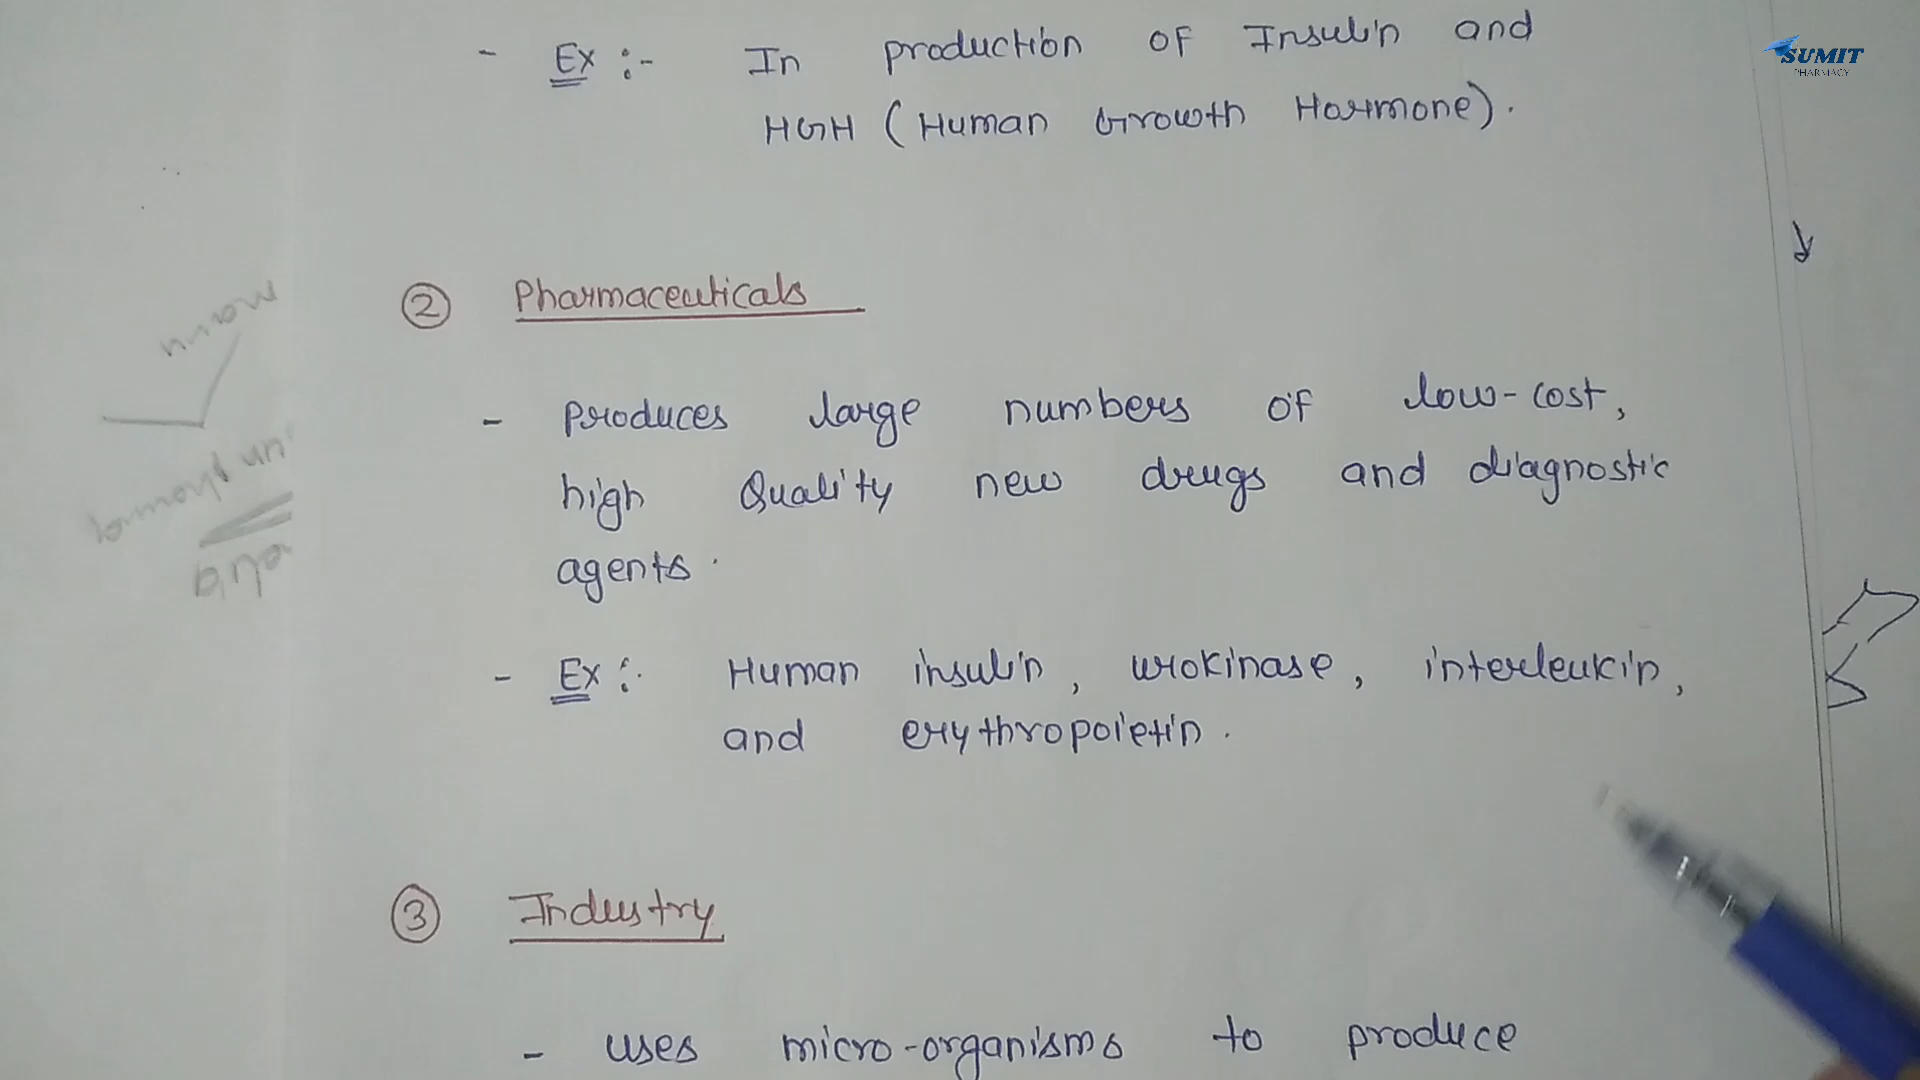 - Ex :- In production of Insulin and
HGH (Human Growth Hormone).
SUMIT
PHARMACY
② Pharmaceuticals
- produces large numbers of low-cost,
high Quality new drugs and diagnostic
agents.
- Ex :- Human insulin, urokinase, interleukin,
and erythropoietin.
③ Industry
- uses micro-organisms to produce